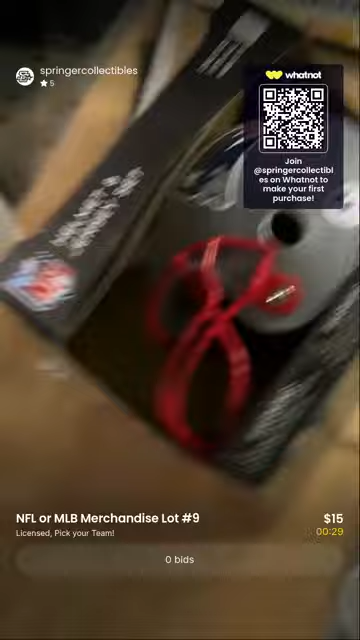 springercollectibles
★ 5
whatnot
Join
@springercollectibl
es on Whatnot to
make your first
purchase!
NFL or MLB Merchandise Lot #9
$15
Licensed, Pick your Team!
00:29
0 bids